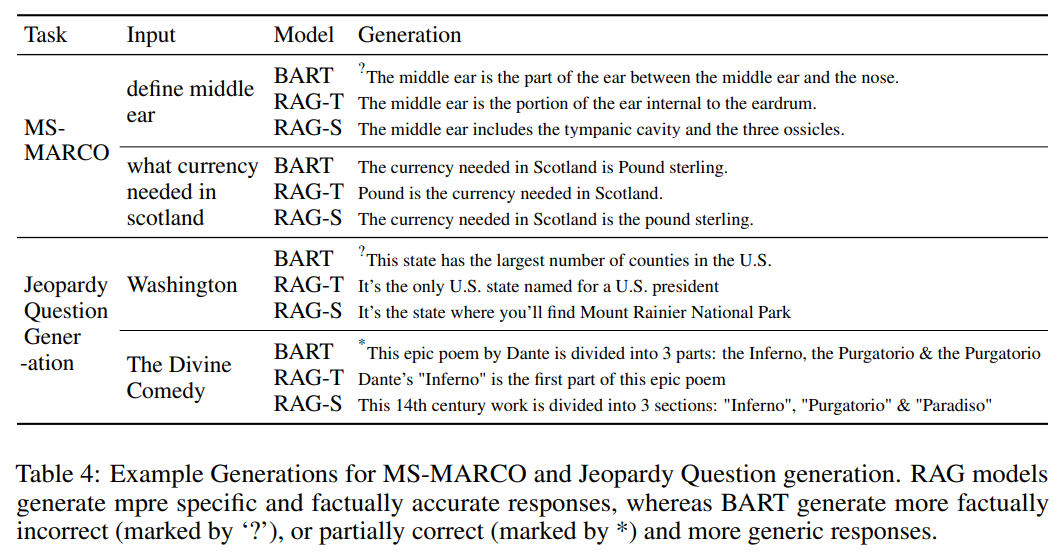 Task Input Model Generation
MS-
MARCO
define middle
ear
BART ?The middle ear is the part of the ear between the middle ear and the nose.
RAG-T The middle ear is the portion of the ear internal to the eardrum.
RAG-S The middle ear includes the tympanic cavity and the three ossicles.
what currency
needed in
scotland
BART The currency needed in Scotland is Pound sterling.
RAG-T Pound is the currency needed in Scotland.
RAG-S The currency needed in Scotland is the pound sterling.
Jeopardy
Question
Gener
-ation
Washington
BART ?This state has the largest number of counties in the U.S.
RAG-T It's the only U.S. state named for a U.S. president
RAG-S It's the state where you'll find Mount Rainier National Park
The Divine
Comedy
BART *This epic poem by Dante is divided into 3 parts: the Inferno, the Purgatorio & the Purgatorio
RAG-T Dante's "Inferno" is the first part of this epic poem
RAG-S This 14th century work is divided into 3 sections: "Inferno", "Purgatorio" & "Paradiso"
Table 4: Example Generations for MS-MARCO and Jeopardy Question generation. RAG models
generate mpre specific and factually accurate responses, whereas BART generate more factually
incorrect (marked by ‘?’), or partially correct (marked by *) and more generic responses.